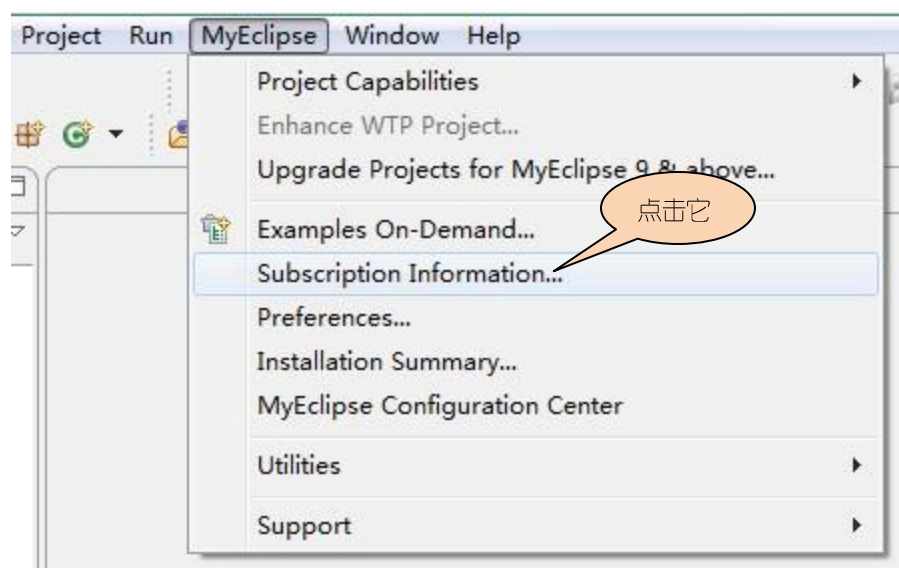 Project Run MyEclipse Window Help
Project Capabilities
Enhance WTP Project...
Upgrade Projects for MyEclipse 9 & above...
点击它
Examples On-Demand...
Subscription Information...
Preferences...
Installation Summary...
MyEclipse Configuration Center
Utilities
Support